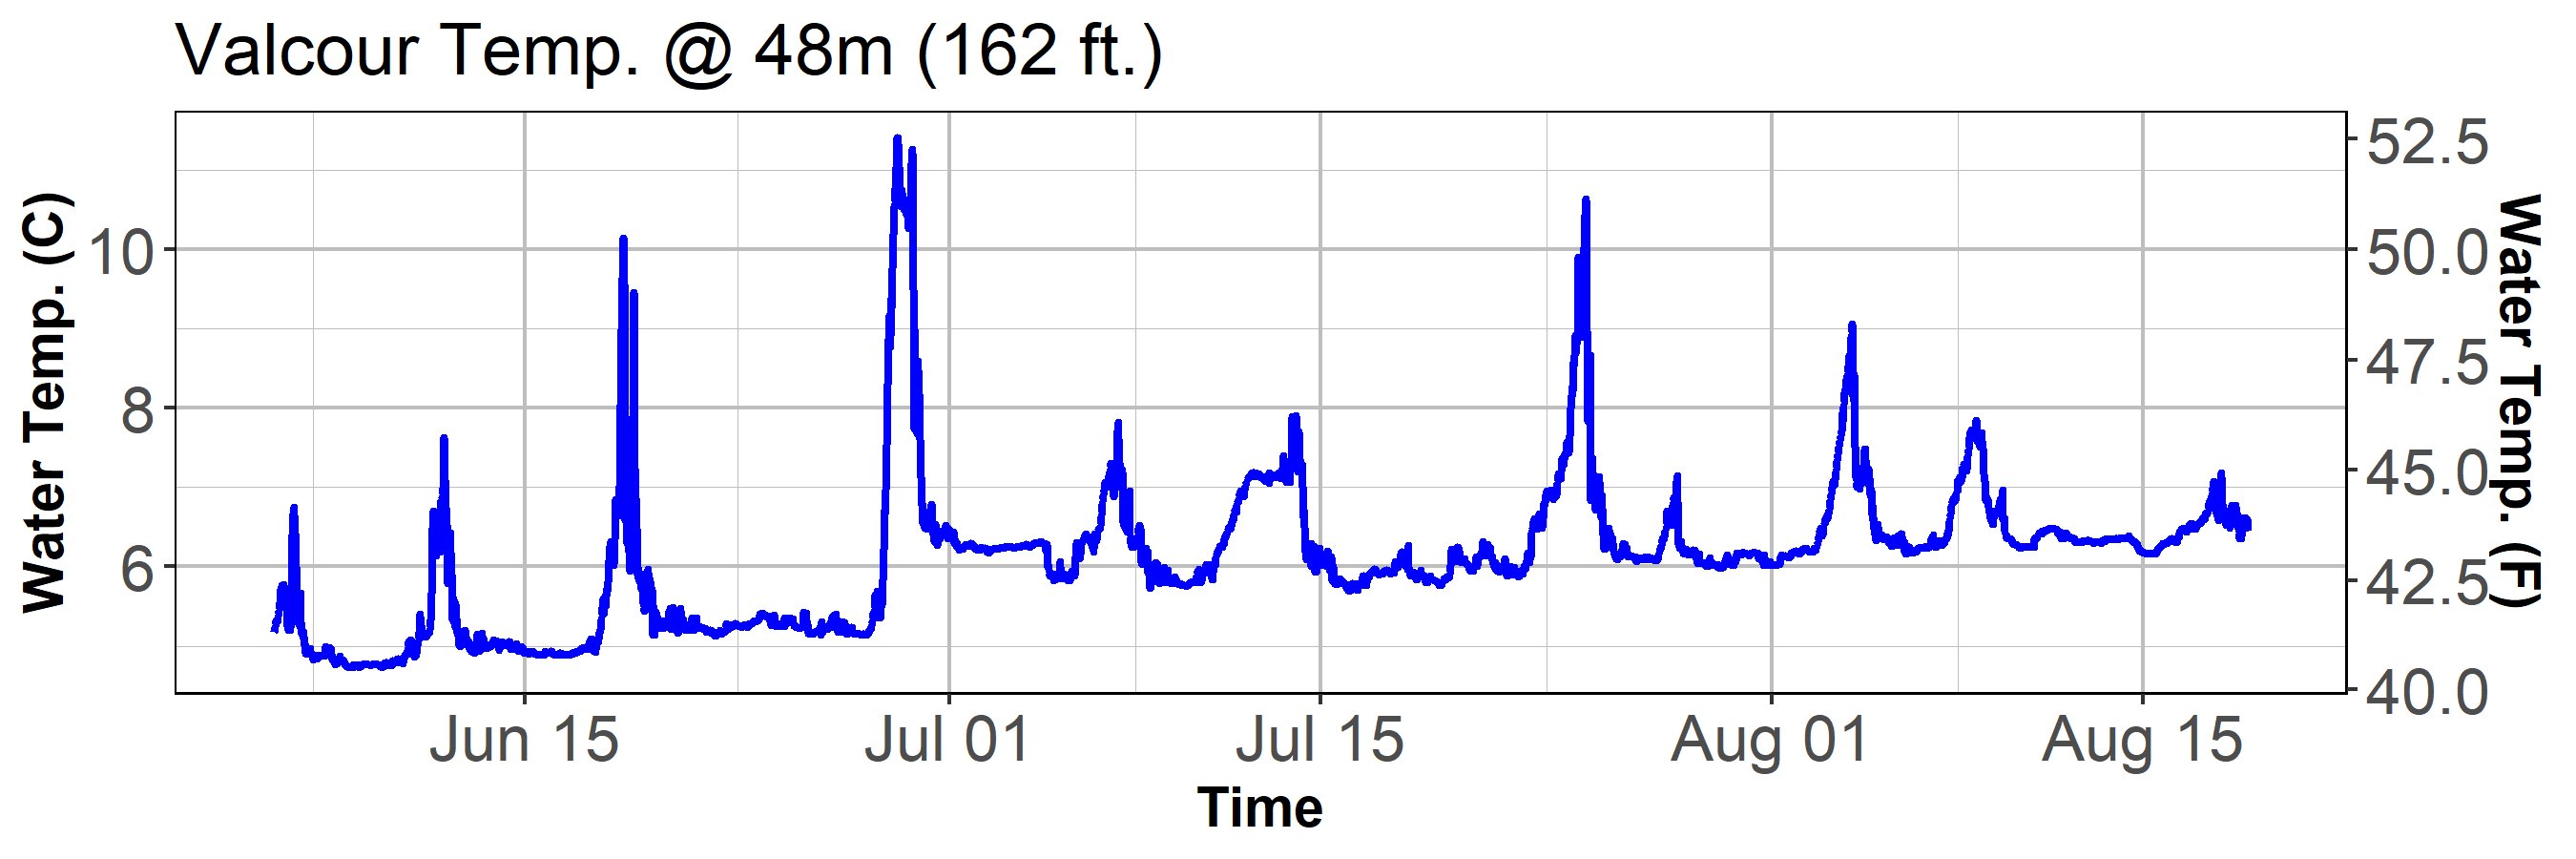 Valcour Temp. @ 48m (162 ft.)
Water Temp. (C)
10
8
6
52.5
50.0
47.5
45.0
42.5
40.0
Water Temp. (F)
Jun 15 Jul 01 Jul 15 Aug 01 Aug 15
Time